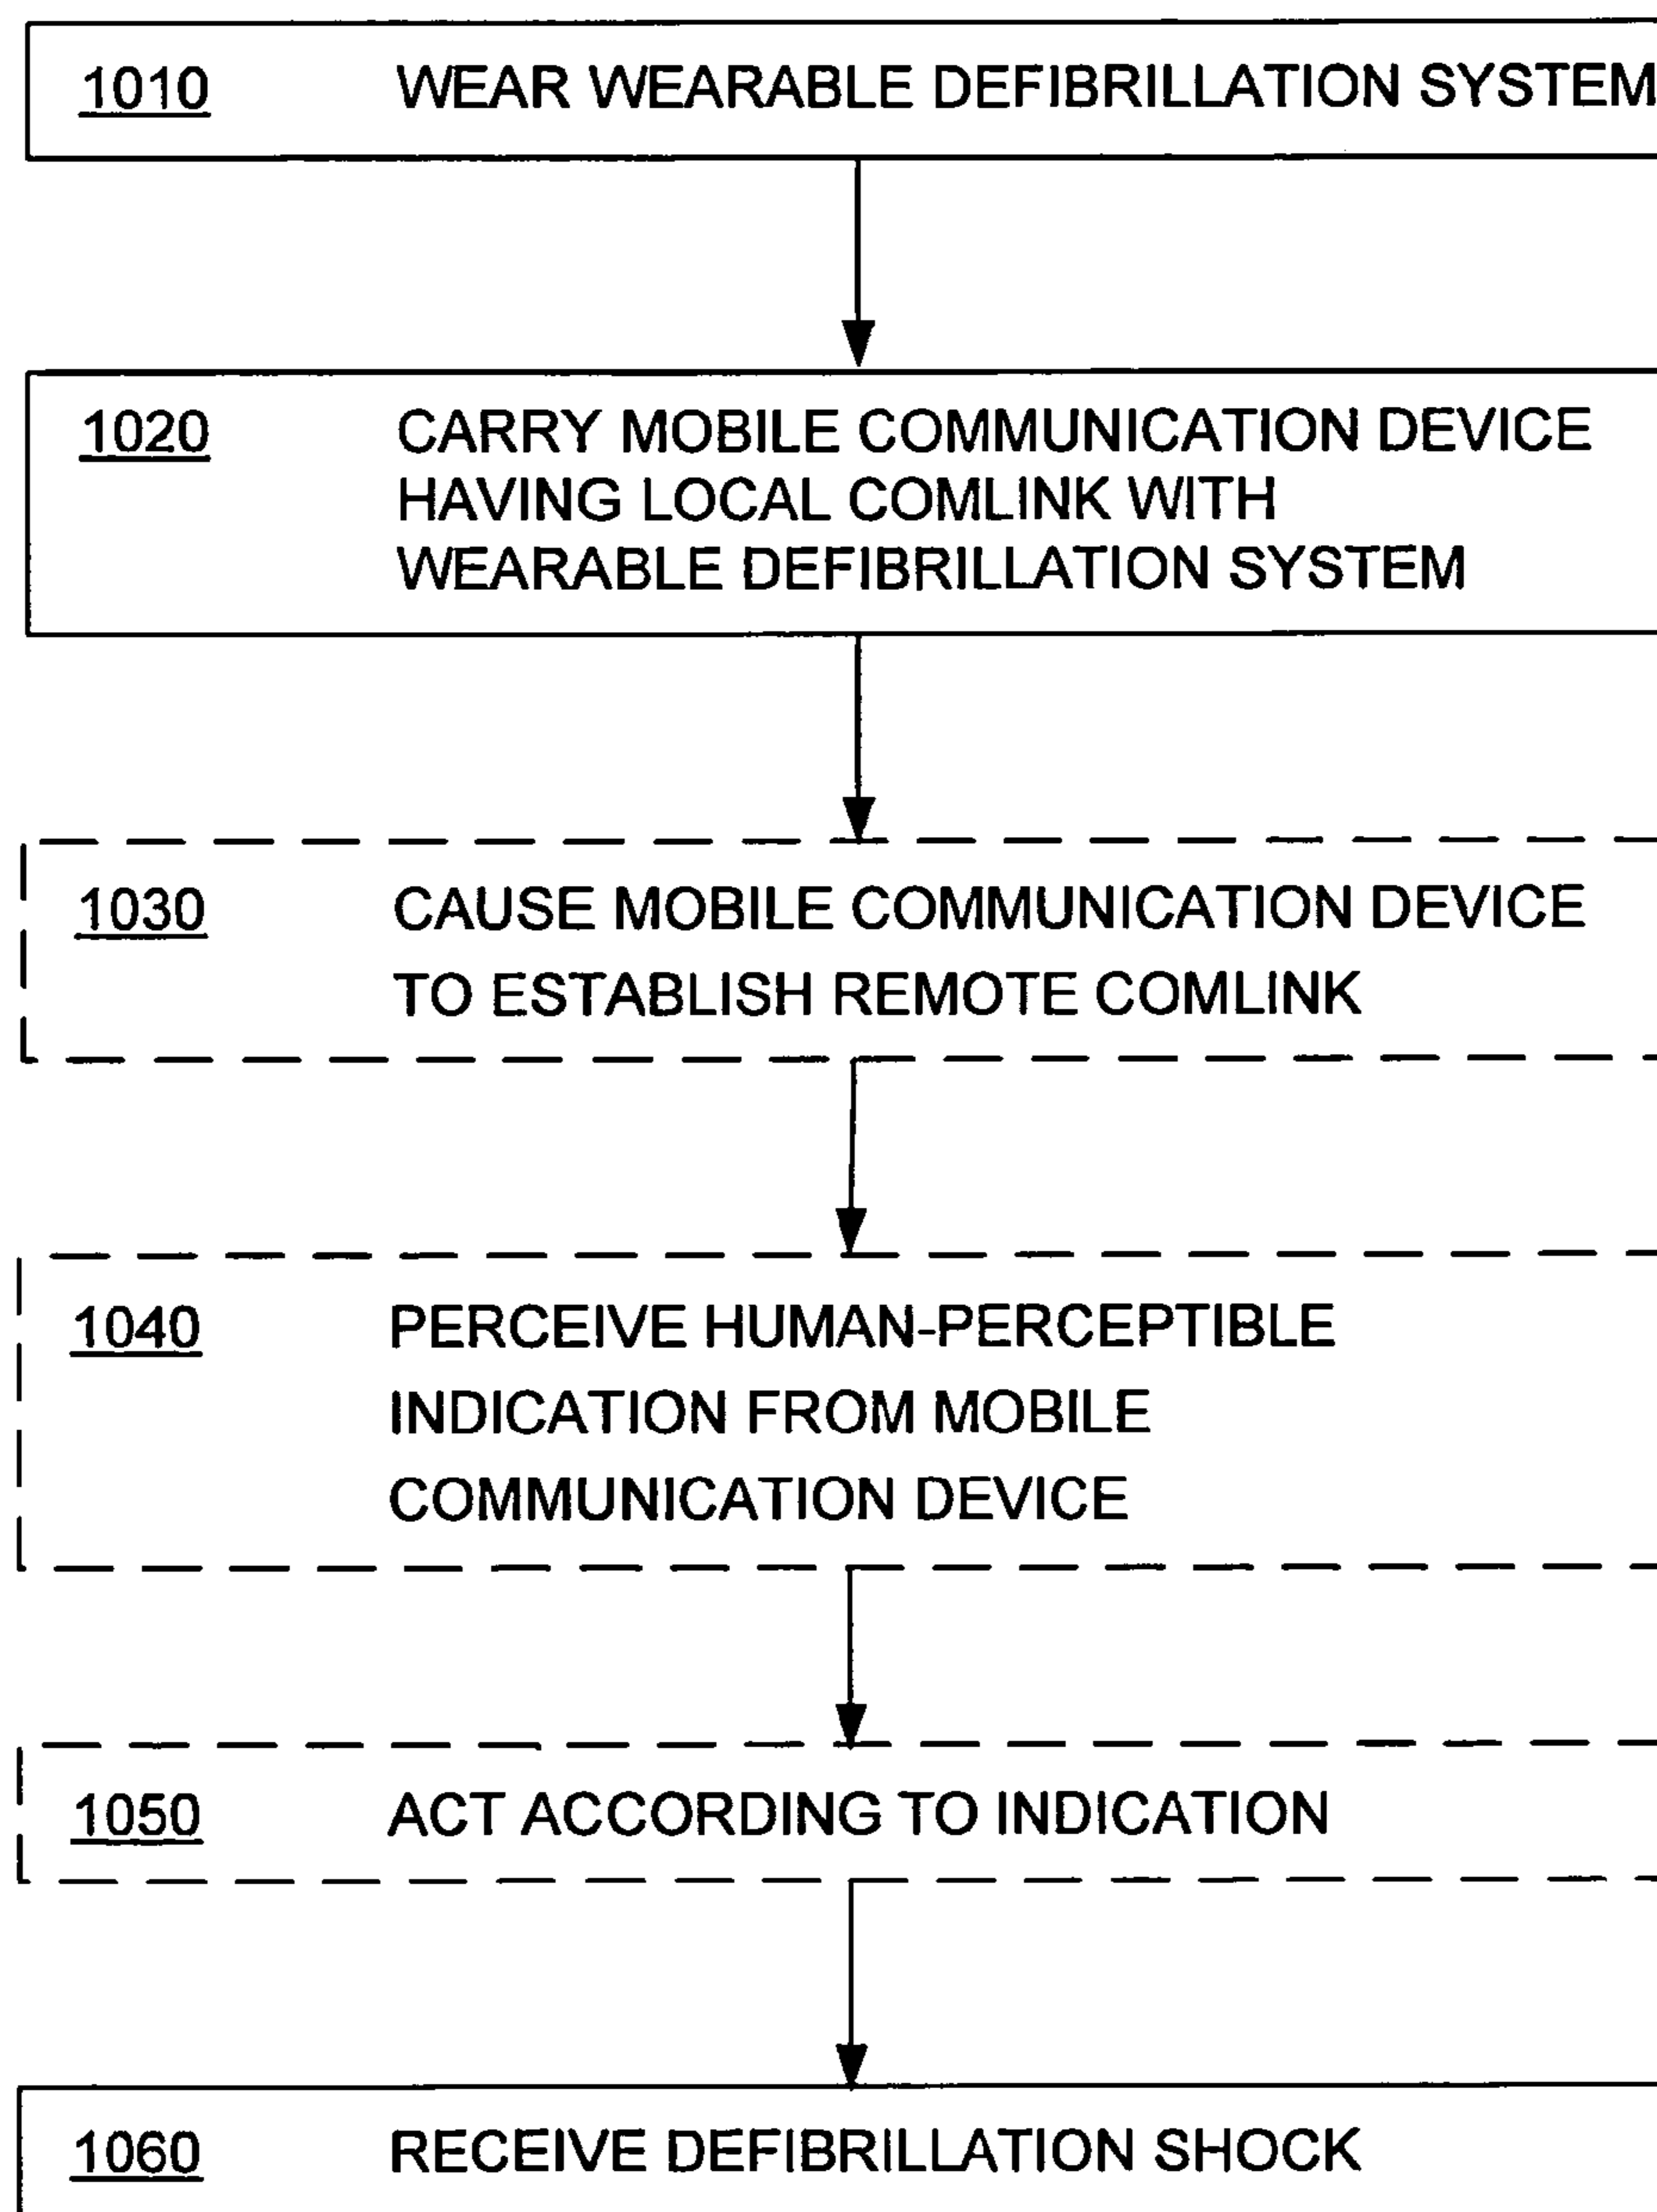 1010 WEAR WEARABLE DEFIBRILLATION SYSTEM
1020 CARRY MOBILE COMMUNICATION DEVICE
HAVING LOCAL COMLINK WITH
WEARABLE DEFIBRILLATION SYSTEM
1030 CAUSE MOBILE COMMUNICATION DEVICE
TO ESTABLISH REMOTE COMLINK
1040 PERCEIVE HUMAN-PERCEPTIBLE
INDICATION FROM MOBILE
COMMUNICATION DEVICE
1050 ACT ACCORDING TO INDICATION
1060 RECEIVE DEFIBRILLATION SHOCK